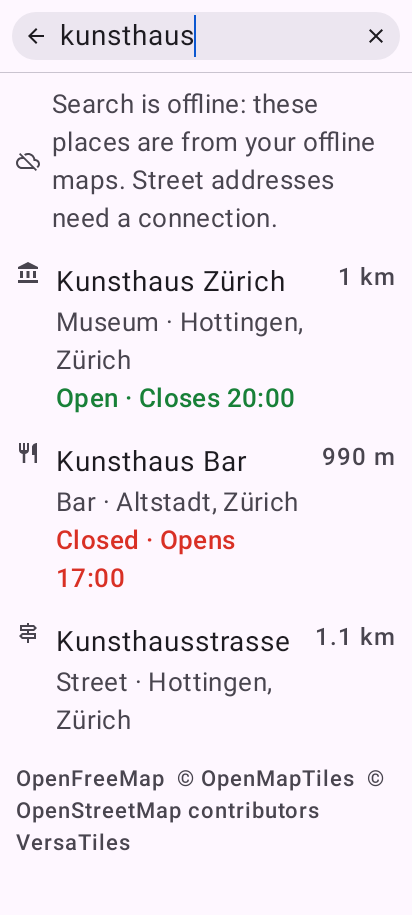 kunsthaus
Search is offline: these
places are from your offline
maps. Street addresses
need a connection.
Kunsthaus Zürich 1 km
Museum · Hottingen,
Zürich
Open · Closes 20:00
Kunsthaus Bar 990 m
Bar · Altstadt, Zürich
Closed · Opens
17:00
Kunsthausstrasse 1.1 km
Street · Hottingen,
Zürich
OpenFreeMap © OpenMapTiles ©
OpenStreetMap contributors
VersaTiles